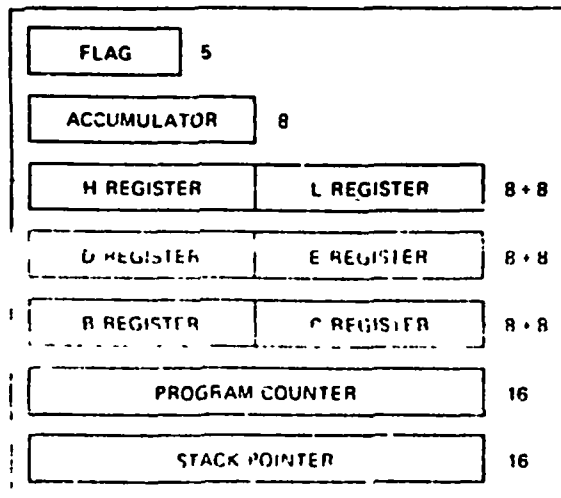 FLAG 5
ACCUMULATOR 8
H REGISTER L REGISTER 8 + 8
D REGISTER E REGISTER 8 + 8
B REGISTER C REGISTER 8 + 8
PROGRAM COUNTER 16
STACK POINTER 16